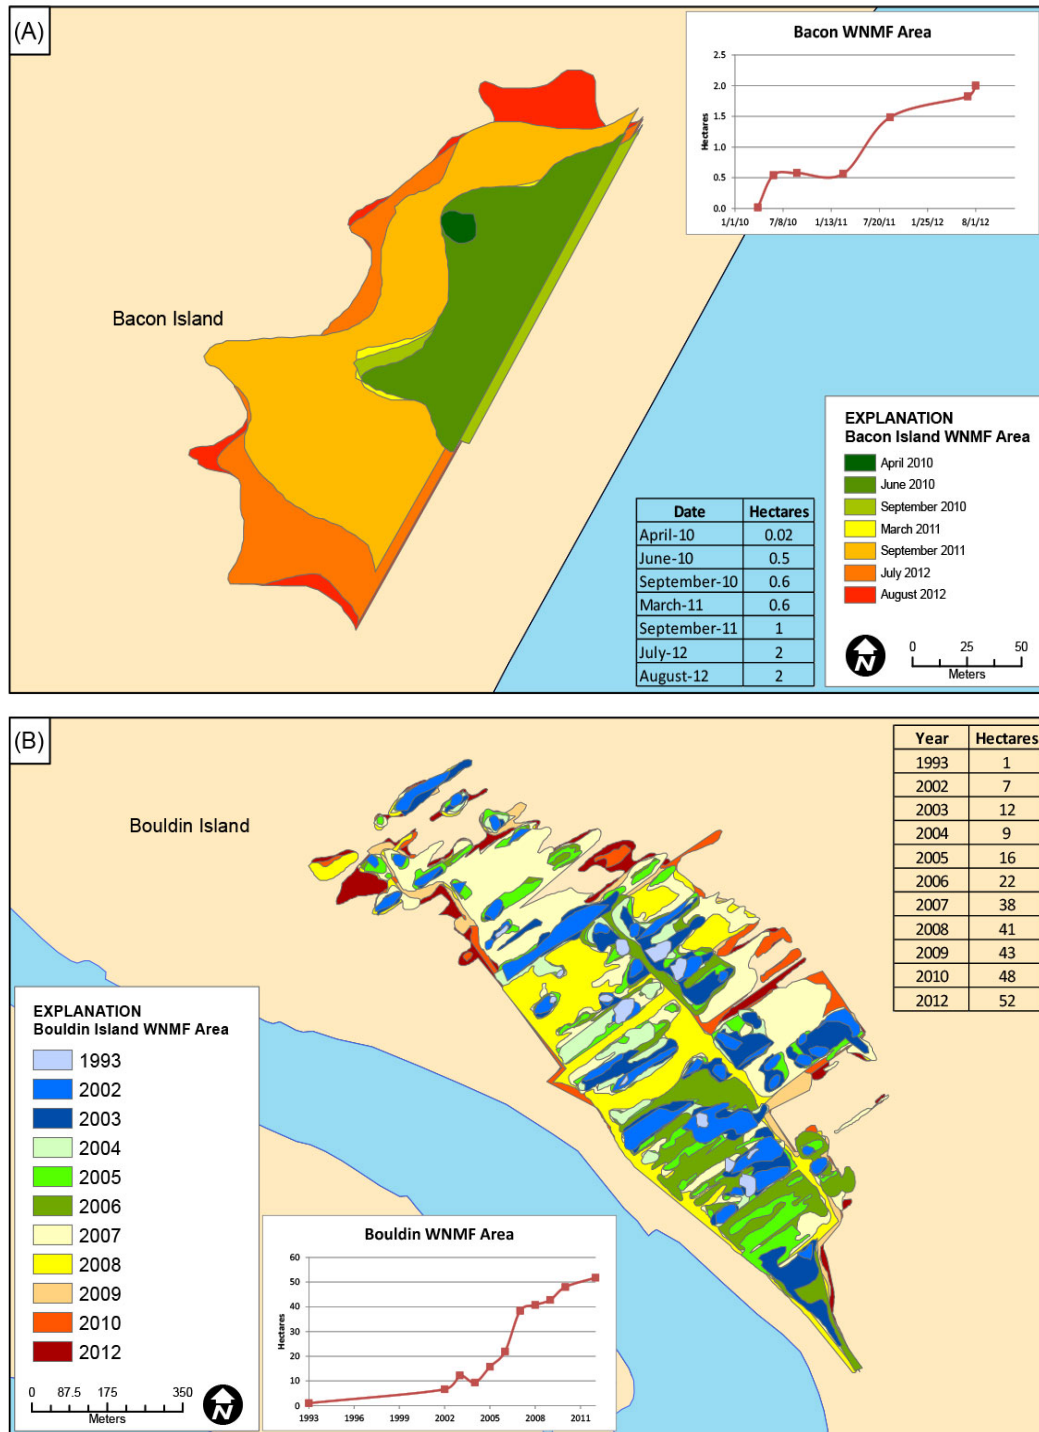 (A)
Bacon WNMF Area
Hectares
2.5
2.0
1.5
1.0
0.5
0.0
1/1/10 7/8/10 1/13/11 7/20/11 1/25/12 8/1/12
Bacon Island
EXPLANATION
Bacon Island WNMF Area
April 2010
June 2010
September 2010
March 2011
September 2011
July 2012
August 2012
N
0 25 50
Meters
Date Hectares
April-10 0.02
June-10 0.5
September-10 0.6
March-11 0.6
September-11 1
July-12 2
August-12 2
(B)
Bouldin Island
Year Hectares
1993 1
2002 7
2003 12
2004 9
2005 16
2006 22
2007 38
2008 41
2009 43
2010 48
2012 52
EXPLANATION
Bouldin Island WNMF Area
1993
2002
2003
2004
2005
2006
2007
2008
2009
2010
2012
0 87.5 175 350
Meters
N
Bouldin WNMF Area
Hectares
60
50
40
30
20
10
0
1993 1996 1999 2002 2005 2008 2011